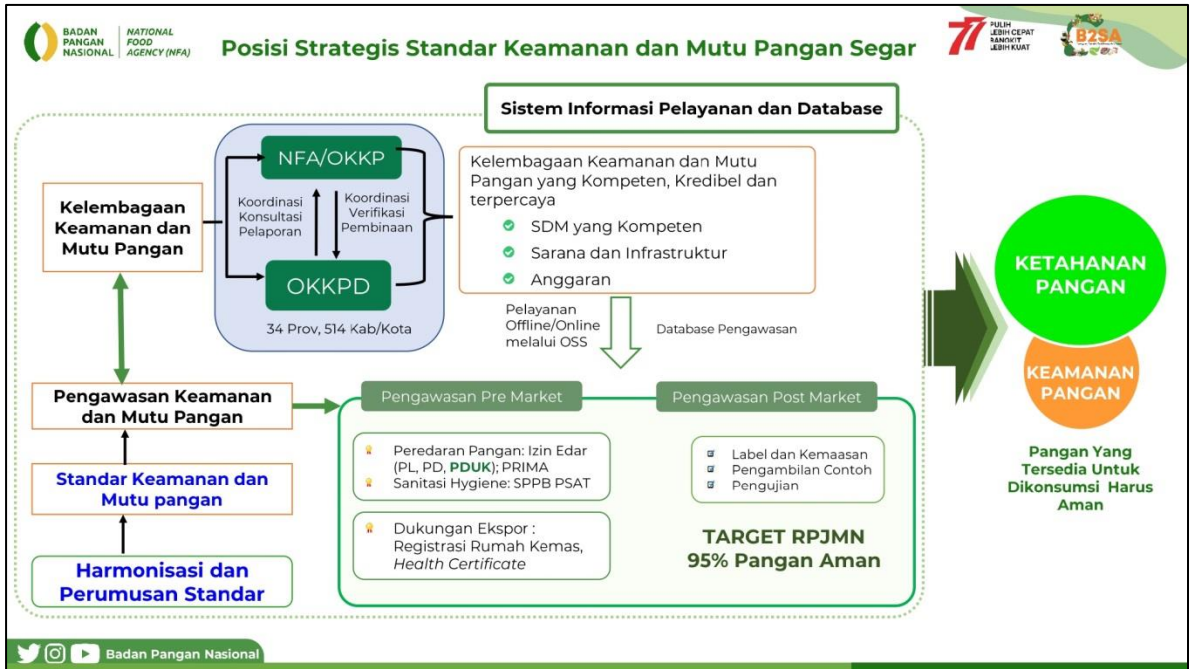 BADAN
PANGAN
NASIONAL
NATIONAL
FOOD
AGENCY (NFA)
Posisi Strategis Standar Keamanan dan Mutu Pangan Segar
77
PULIH
LEBIH CEPAT
BANGKIT
LEBIH KUAT
B2SA
Sistem Informasi Pelayanan dan Database
NFA/OKKP
Koordinasi
Konsultasi
Pelaporan
Koordinasi
Verifikasi
Pembinaan
OKKPD
34 Prov, 514 Kab/Kota
Kelembagaan
Keamanan dan
Mutu Pangan
Kelembagaan Keamanan dan Mutu
Pangan yang Kompeten, Kredibel dan
terpercaya
SDM yang Kompeten
Sarana dan Infrastruktur
Anggaran
Pelayanan
Offline/Online
melalui OSS
Database Pengawasan
KETAHANAN
PANGAN
KEAMANAN
PANGAN
Pangan Yang
Tersedia Untuk
Dikonsumsi Harus
Aman
Pengawasan Keamanan
dan Mutu Pangan
Standar Keamanan dan
Mutu pangan
Harmonisasi dan
Perumusan Standar
Pengawasan Pre Market
Peredaran Pangan: Izin Edar
(PL, PD, PDUK); PRIMA
Sanitasi Hygiene: SPPB PSAT
Dukungan Ekspor :
Registrasi Rumah Kemas,
Health Certificate
Pengawasan Post Market
Label dan Kemaasan
Pengambilan Contoh
Pengujian
TARGET RPJMN
95% Pangan Aman
Badan Pangan Nasional